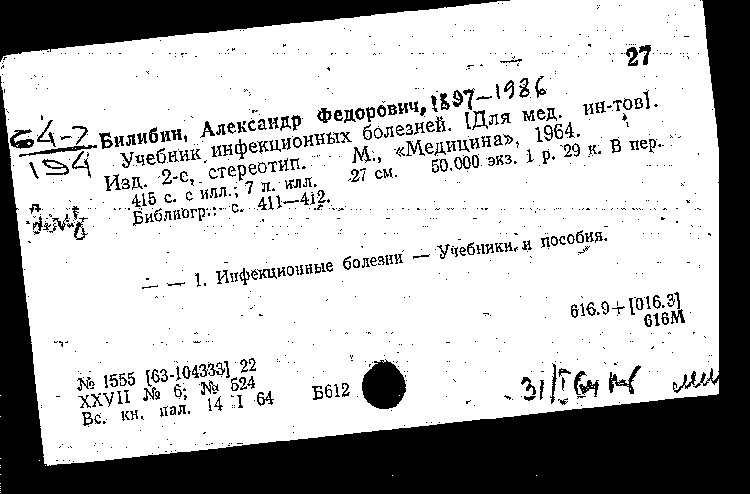 27
64-7
194
Билибин, Александр Федорович, 1897-1986
Учебник инфекционных болезней. [Для мед. ин-тов].
Изд. 2-е, стереотип. М., «Медицина», 1964.
415 с. с илл.; 7 л. илл. 27 см. 50.000 экз. 1 р. 29 к. В пер.
Библиогр.: с. 411—412.
— — 1. Инфекционные болезни — Учебники и пособия.
616.9+[016.3]
616М
№ 1555 [63-104333] 22
XXVII № 6; № 524
Вс. кн. пал. 14 I 64
Б612
31/I 64